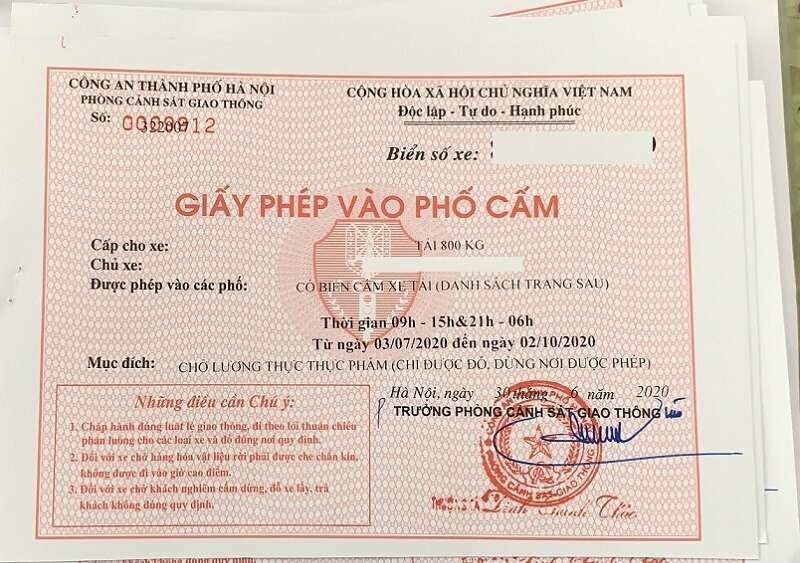 CÔNG AN THÀNH PHỐ HÀ NỘI
PHÒNG CẢNH SÁT GIAO THÔNG
Số:
CỘNG HÒA XÃ HỘI CHỦ NGHĨA VIỆT NAM
Độc lập - Tự do - Hạnh phúc
Biển số xe:
GIẤY PHÉP VÀO PHỐ CẤM
Cấp cho xe: TẢI 800 KG
Chủ xe:
Được phép vào các phố: CÓ BIỂN CẤM XE TẢI (DANH SÁCH TRANG SAU)
Thời gian 09h - 15h&21h - 06h
Từ ngày 03/07/2020 đến ngày 02/10/2020
Mục đích: CHỞ LƯƠNG THỰC THỰC PHẨM (CHỈ ĐƯỢC ĐỖ, DỪNG NƠI ĐƯỢC PHÉP)
Hà Nội, ngày 30 tháng 6 năm 2020
TRƯỞNG PHÒNG CẢNH SÁT GIAO THÔNG
Những điều cần Chú ý:
1. Chấp hành đúng luật lệ giao thông, đi theo lối thuận chiều
phân luồng cho các loại xe và đỗ đúng nơi quy định.
2. Đối với xe chở hàng hóa vật liệu rời phải được che chắn kín,
không được đi vào giờ cao điểm.
3. Đối với xe chở khách nghiêm cấm dừng, đỗ xe lấy, trả
khách không đúng quy định.
PHÒNG CẢNH SÁT GIAO THÔNG